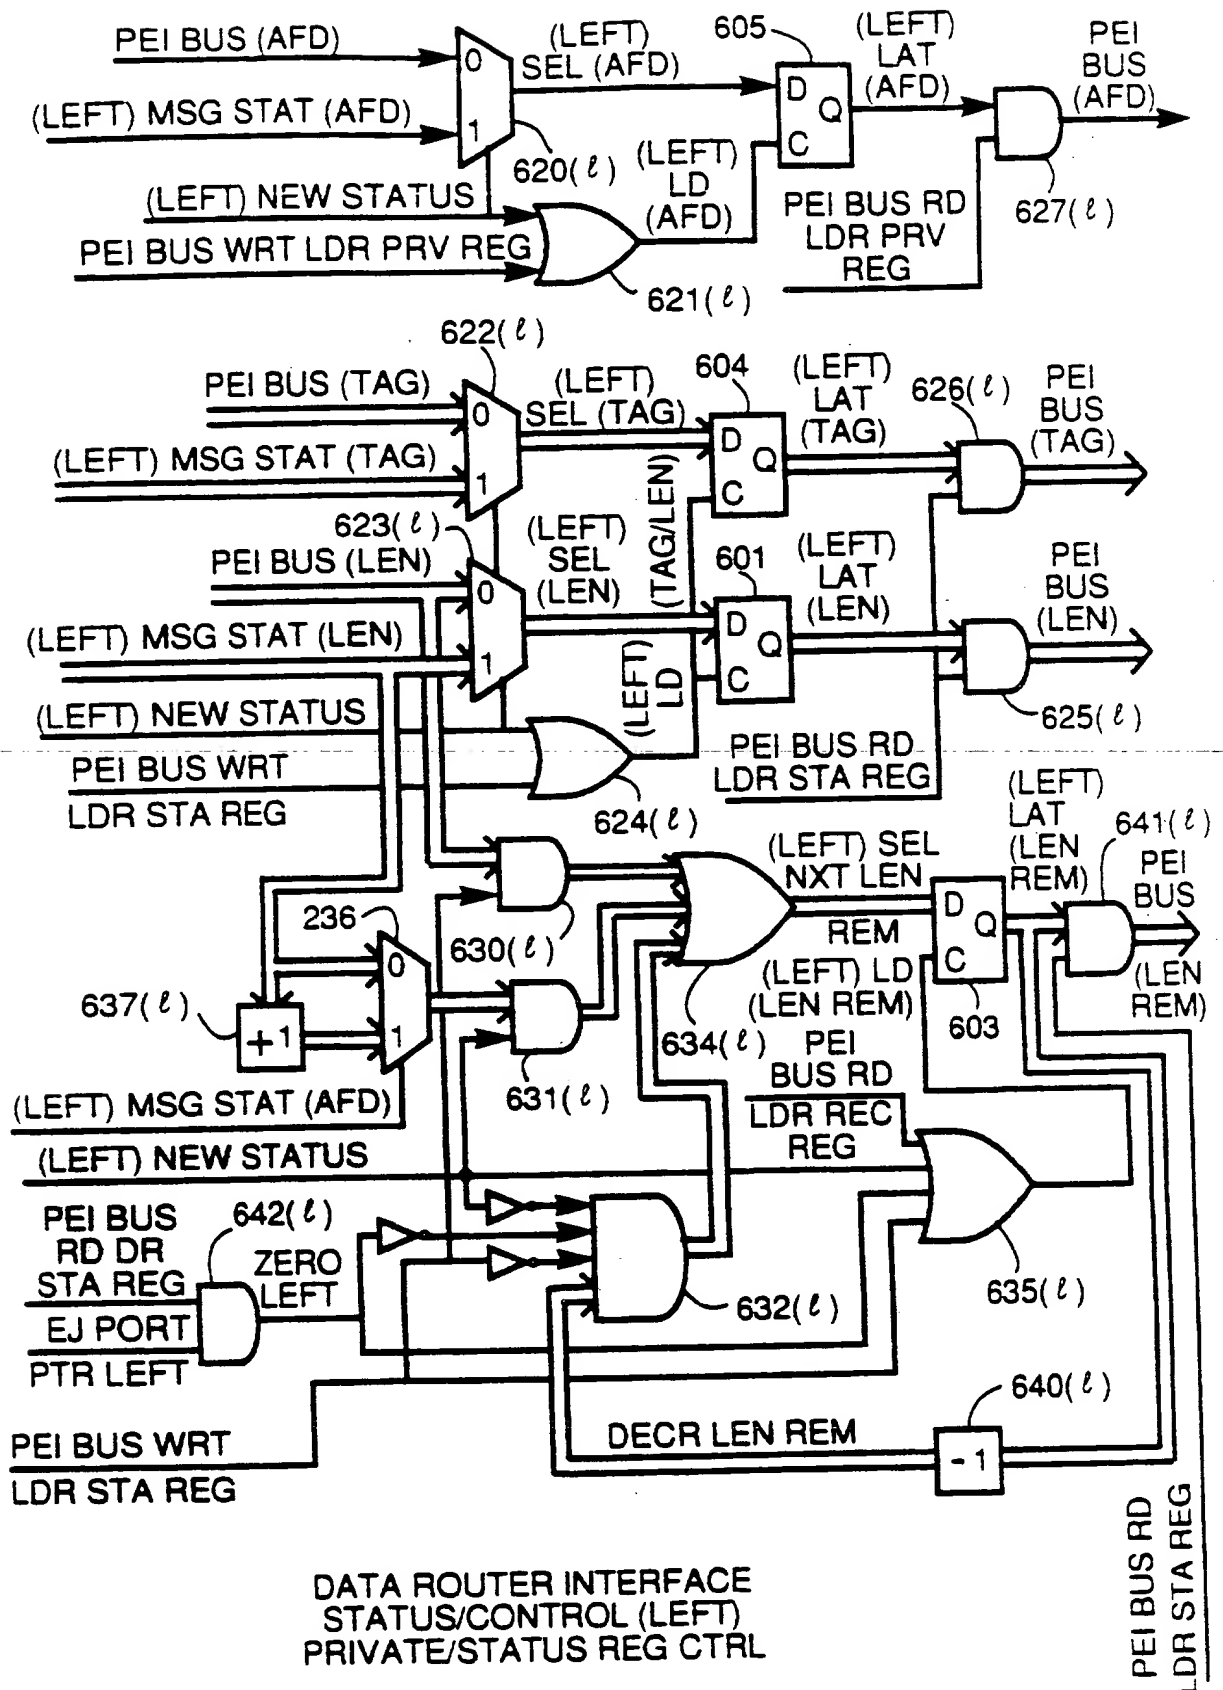 PEI BUS (AFD)
0
(LEFT)
SEL (AFD)
605
(LEFT)
LAT
(AFD)
PEI
BUS
(AFD)
(LEFT) MSG STAT (AFD)
1
D
Q
C
620(ℓ)
(LEFT)
LD
(AFD)
(LEFT) NEW STATUS
PEI BUS WRT LDR PRV REG
621(ℓ)
PEI BUS RD
LDR PRV
REG
627(ℓ)
622(ℓ)
PEI BUS (TAG)
0
(LEFT)
SEL (TAG)
604
(LEFT)
LAT
(TAG)
626(ℓ)
PEI
BUS
(TAG)
(LEFT) MSG STAT (TAG)
1
D
Q
C
623(ℓ)
PEI BUS (LEN)
0
(LEFT)
SEL
(LEN)
(LEFT) LD
(TAG/LEN)
601
(LEFT)
LAT
(LEN)
PEI
BUS
(LEN)
(LEFT) MSG STAT (LEN)
1
D
Q
C
625(ℓ)
(LEFT) NEW STATUS
PEI BUS WRT
LDR STA REG
624(ℓ)
PEI BUS RD
LDR STA REG
(LEFT)
LAT
(LEN
REM)
641(ℓ)
PEI
BUS
(LEN
REM)
630(ℓ)
(LEFT) SEL
NXT LEN
REM
D
Q
C
603
236
0
1
637(ℓ)
+1
631(ℓ)
634(ℓ)
(LEFT) LD
(LEN REM)
PEI
BUS RD
LDR REC
REG
(LEFT) MSG STAT (AFD)
(LEFT) NEW STATUS
PEI BUS
RD DR
STA REG
642(ℓ)
ZERO
LEFT
EJ PORT
PTR LEFT
632(ℓ)
635(ℓ)
PEI BUS WRT
LDR STA REG
DECR LEN REM
640(ℓ)
-1
PEI BUS RD
LDR STA REG
DATA ROUTER INTERFACE
STATUS/CONTROL (LEFT)
PRIVATE/STATUS REG CTRL